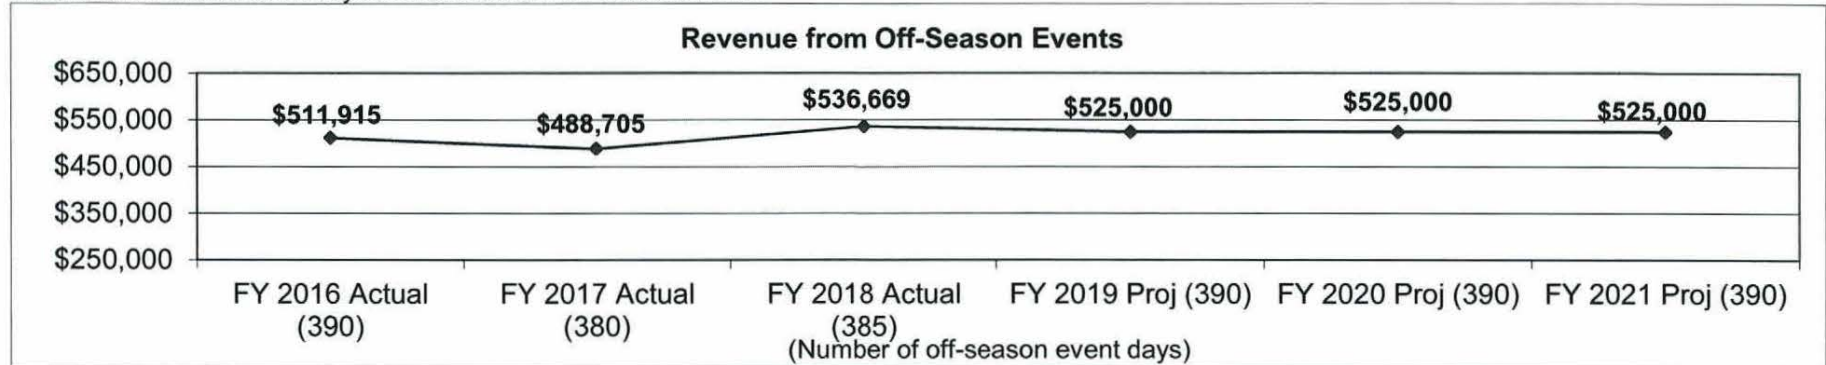 Revenue from Off-Season Events
$650,000
$550,000
$450,000
$350,000
$250,000
$511,915
$488,705
$536,669
$525,000
$525,000
$525,000
FY 2016 Actual
(390)
FY 2017 Actual
(380)
FY 2018 Actual
(385)
FY 2019 Proj (390)
FY 2020 Proj (390)
FY 2021 Proj (390)
(Number of off-season event days)